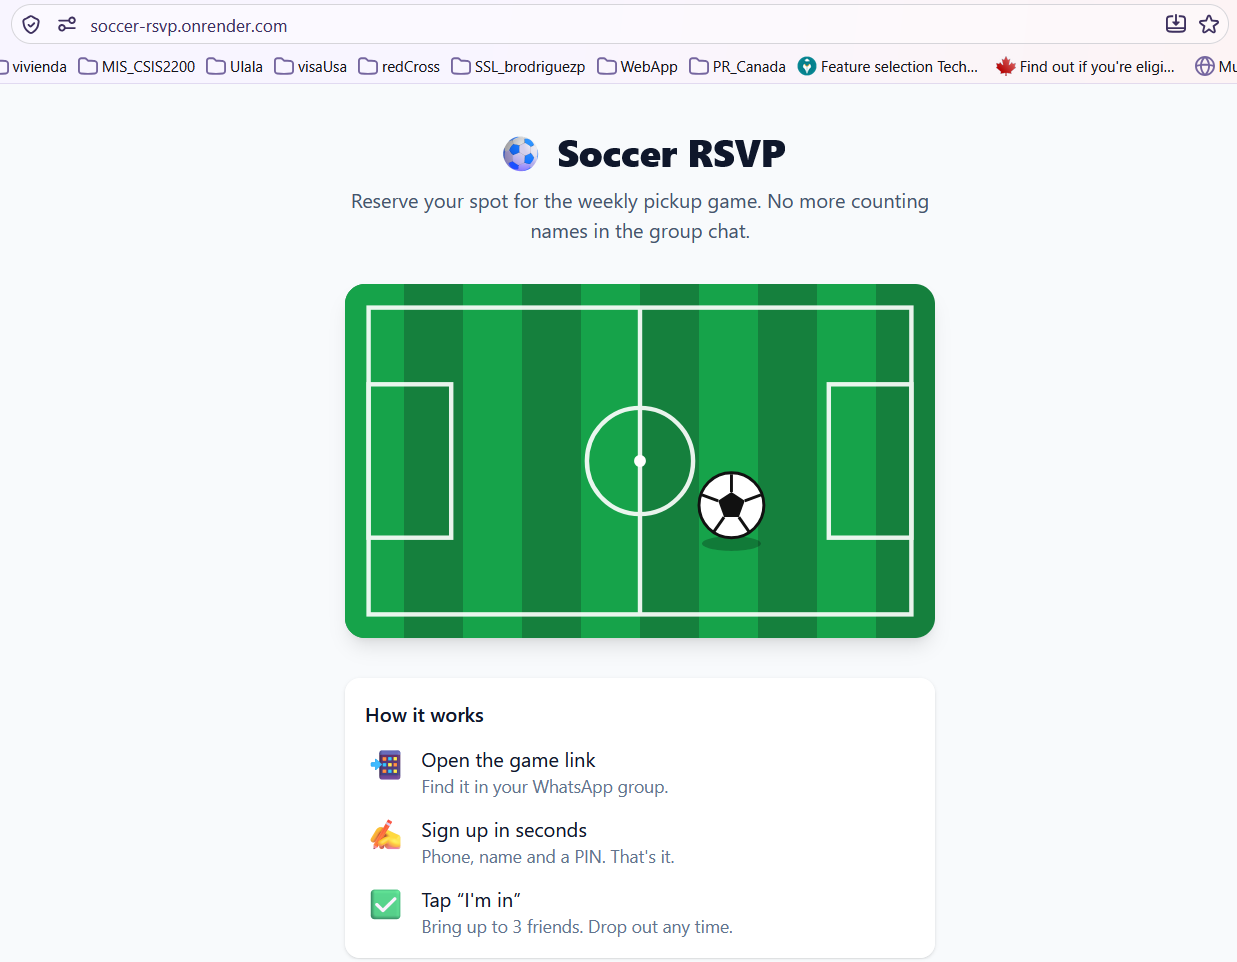 soccer-rsvp.onrender.com
vivienda MIS_CSIS2200 Ulala visaUsa redCross SSL_brodriguezp WebApp PR_Canada Feature selection Tech... Find out if you're eligi... Mu
Soccer RSVP
Reserve your spot for the weekly pickup game. No more counting
names in the group chat.
How it works
Open the game link
Find it in your WhatsApp group.
Sign up in seconds
Phone, name and a PIN. That's it.
Tap “I'm in”
Bring up to 3 friends. Drop out any time.